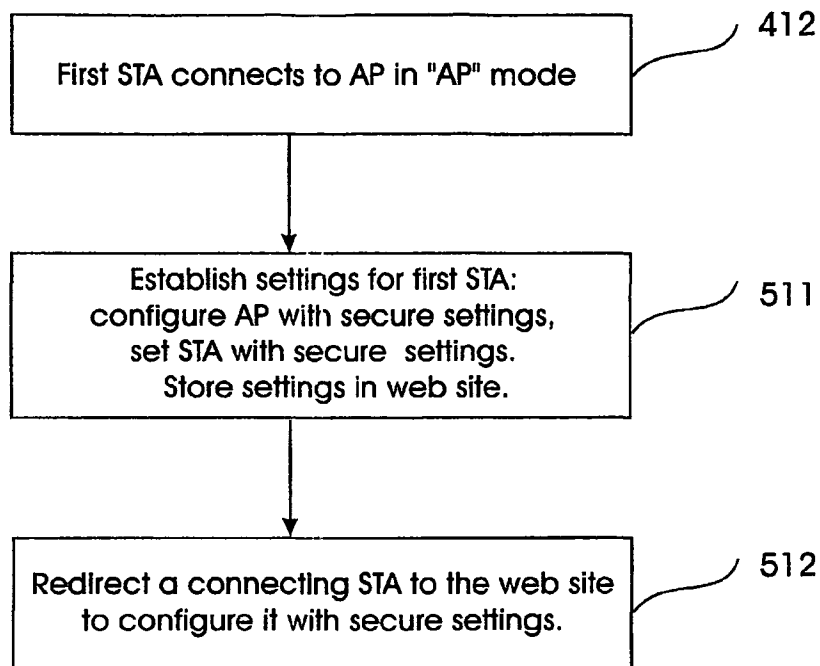 412
First STA connects to AP in "AP" mode
Establish settings for first STA:
configure AP with secure settings,
set STA with secure settings.
Store settings in web site.
511
Redirect a connecting STA to the web site
to configure it with secure settings.
512